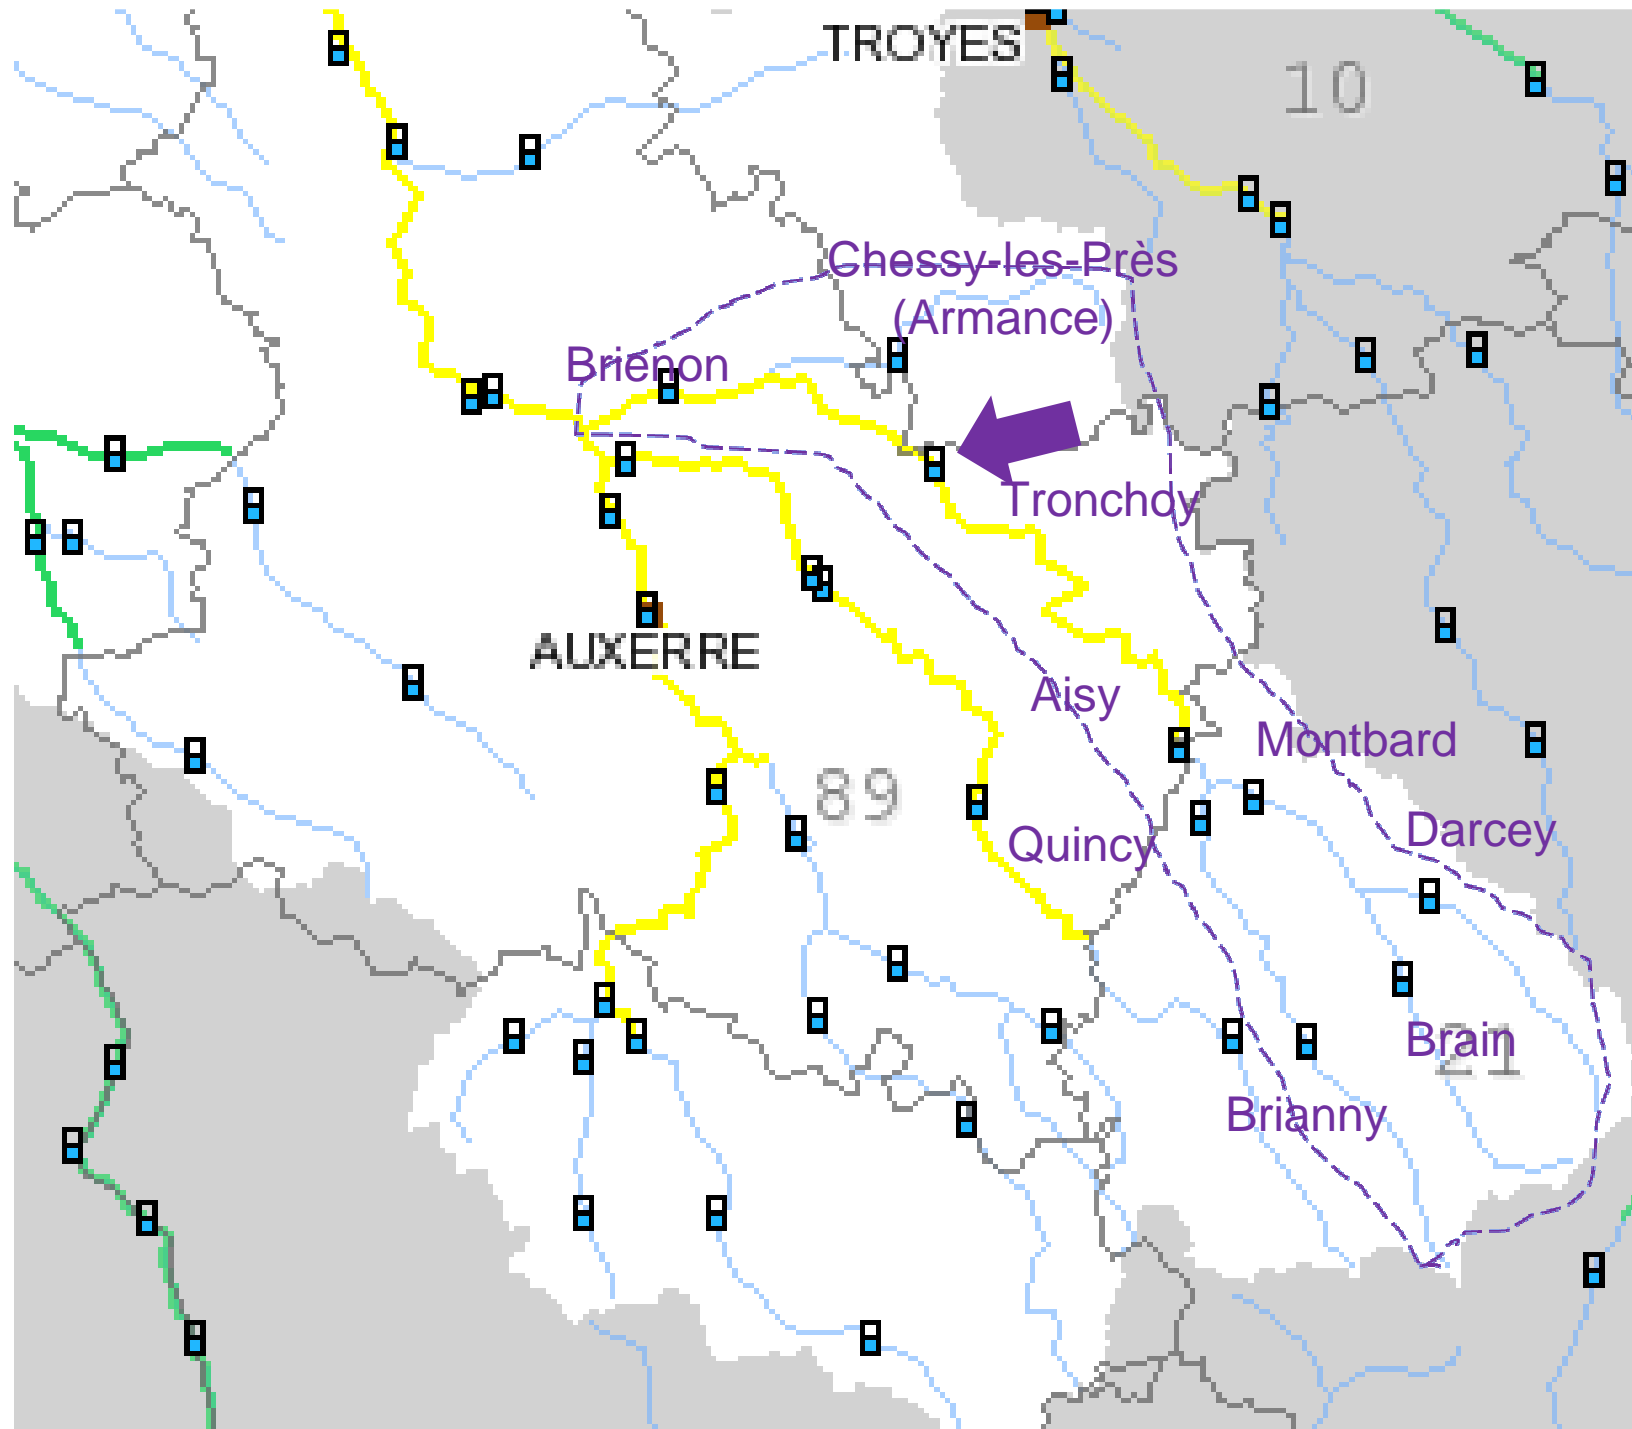 TROYES
10
Chessy-les-Près
(Armance)
Brienon
Tronchoy
AUXERRE
Aisy
Montbard
89
Quincy
Darcey
Brain
21
Brianny